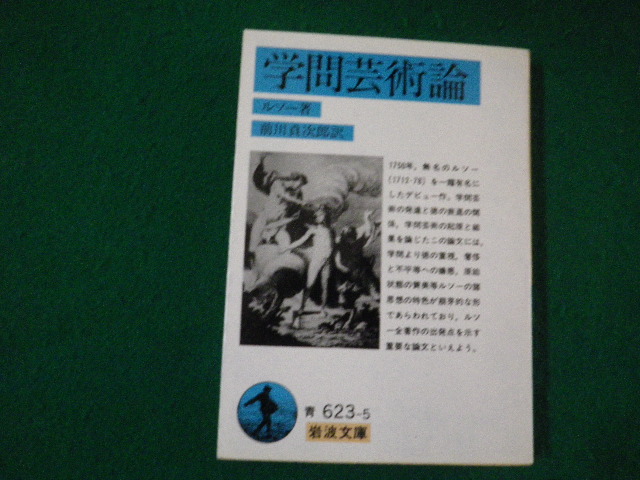 学問芸術論
ルソー著
前川貞次郎訳
1750年,無名のルソー
(1712-78)を一躍有名に
したデビュー作.学問芸
術の発達と徳の衰退の関
係,学問芸術の起原と結
果を論じたこの論文には,
学問より徳の重視,奢侈
と不平等への嫌悪,原始
状態の賛美等ルソーの諸
思想の特色が萌芽的な形
であらわれており,ルソ
ー全著作の出発点を示す
重要な論文といえよう.
青 623-5
岩波文庫